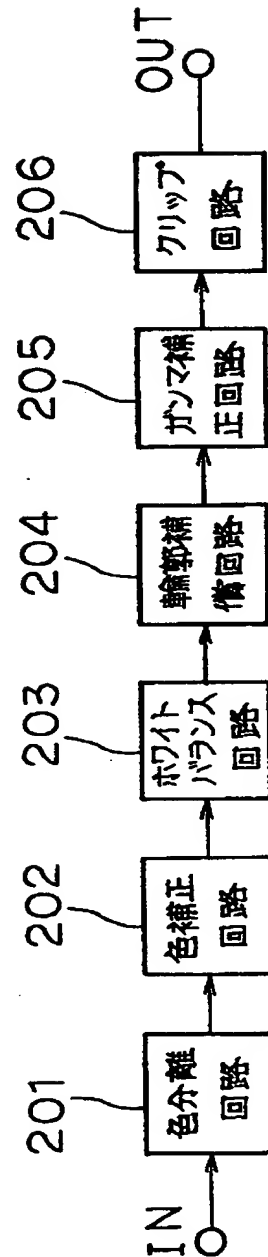 IN
201
色分離
回路
202
色補正
回路
203
ホワイト
バランス
回路
204
輪郭補
償回路
205
ガンマ補
正回路
206
クリップ
回路
OUT